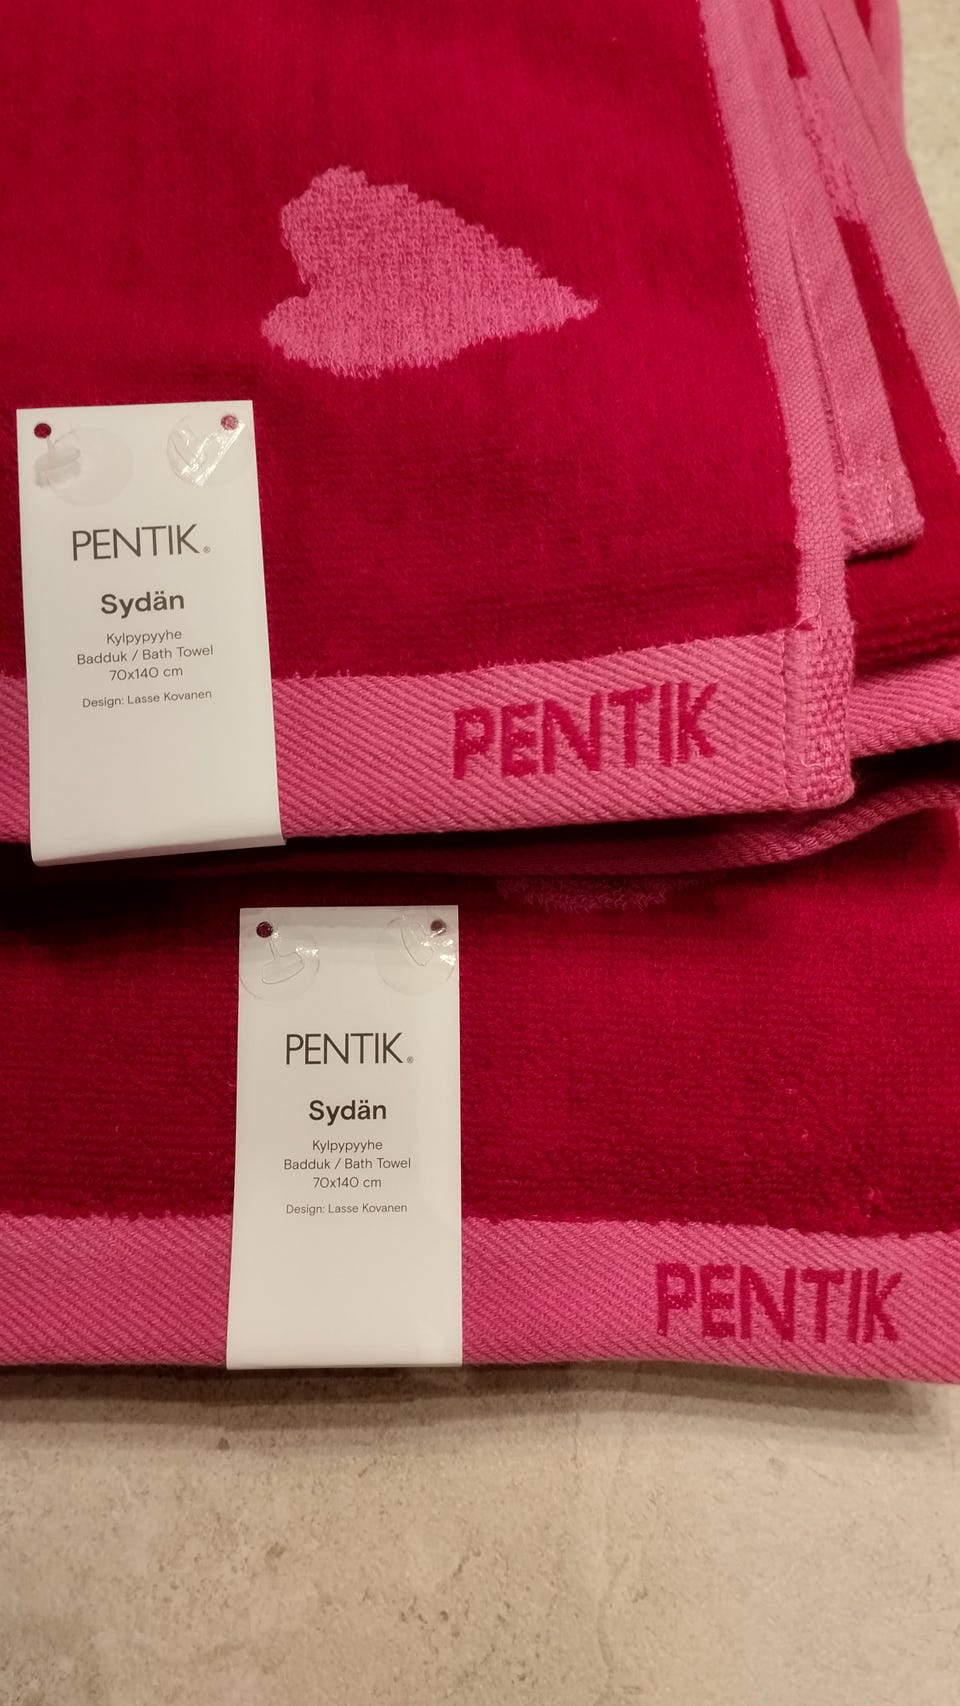 PENTIK®
Sydän
Kylpypyyhe
Badduk / Bath Towel
70x140 cm
Design: Lasse Kovanen
PENTIK
PENTIK®
Sydän
Kylpypyyhe
Badduk / Bath Towel
70x140 cm
Design: Lasse Kovanen
PENTIK